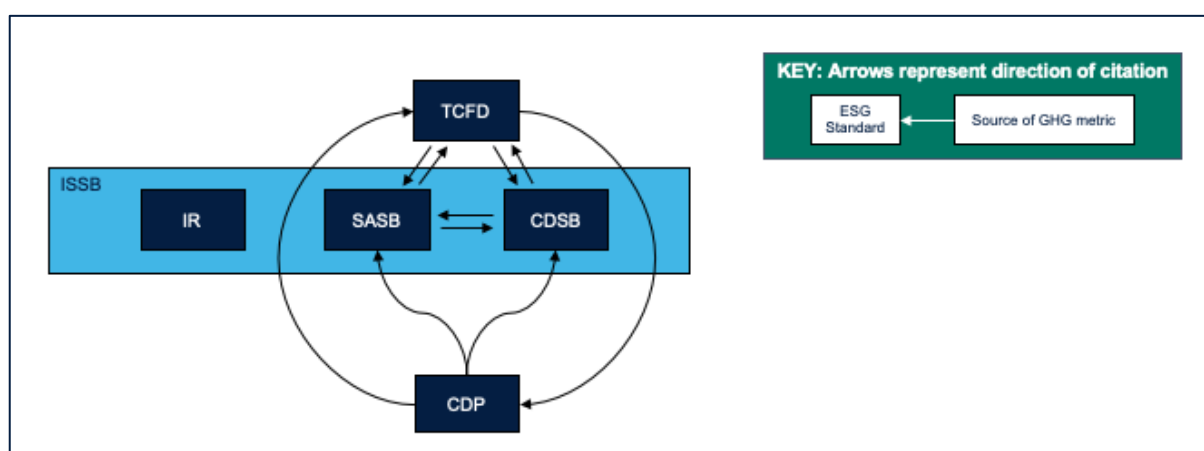 KEY: Arrows represent direction of citation
ESG
Standard
Source of GHG metric
TCFD
ISSB
IR
SASB
CDSB
CDP